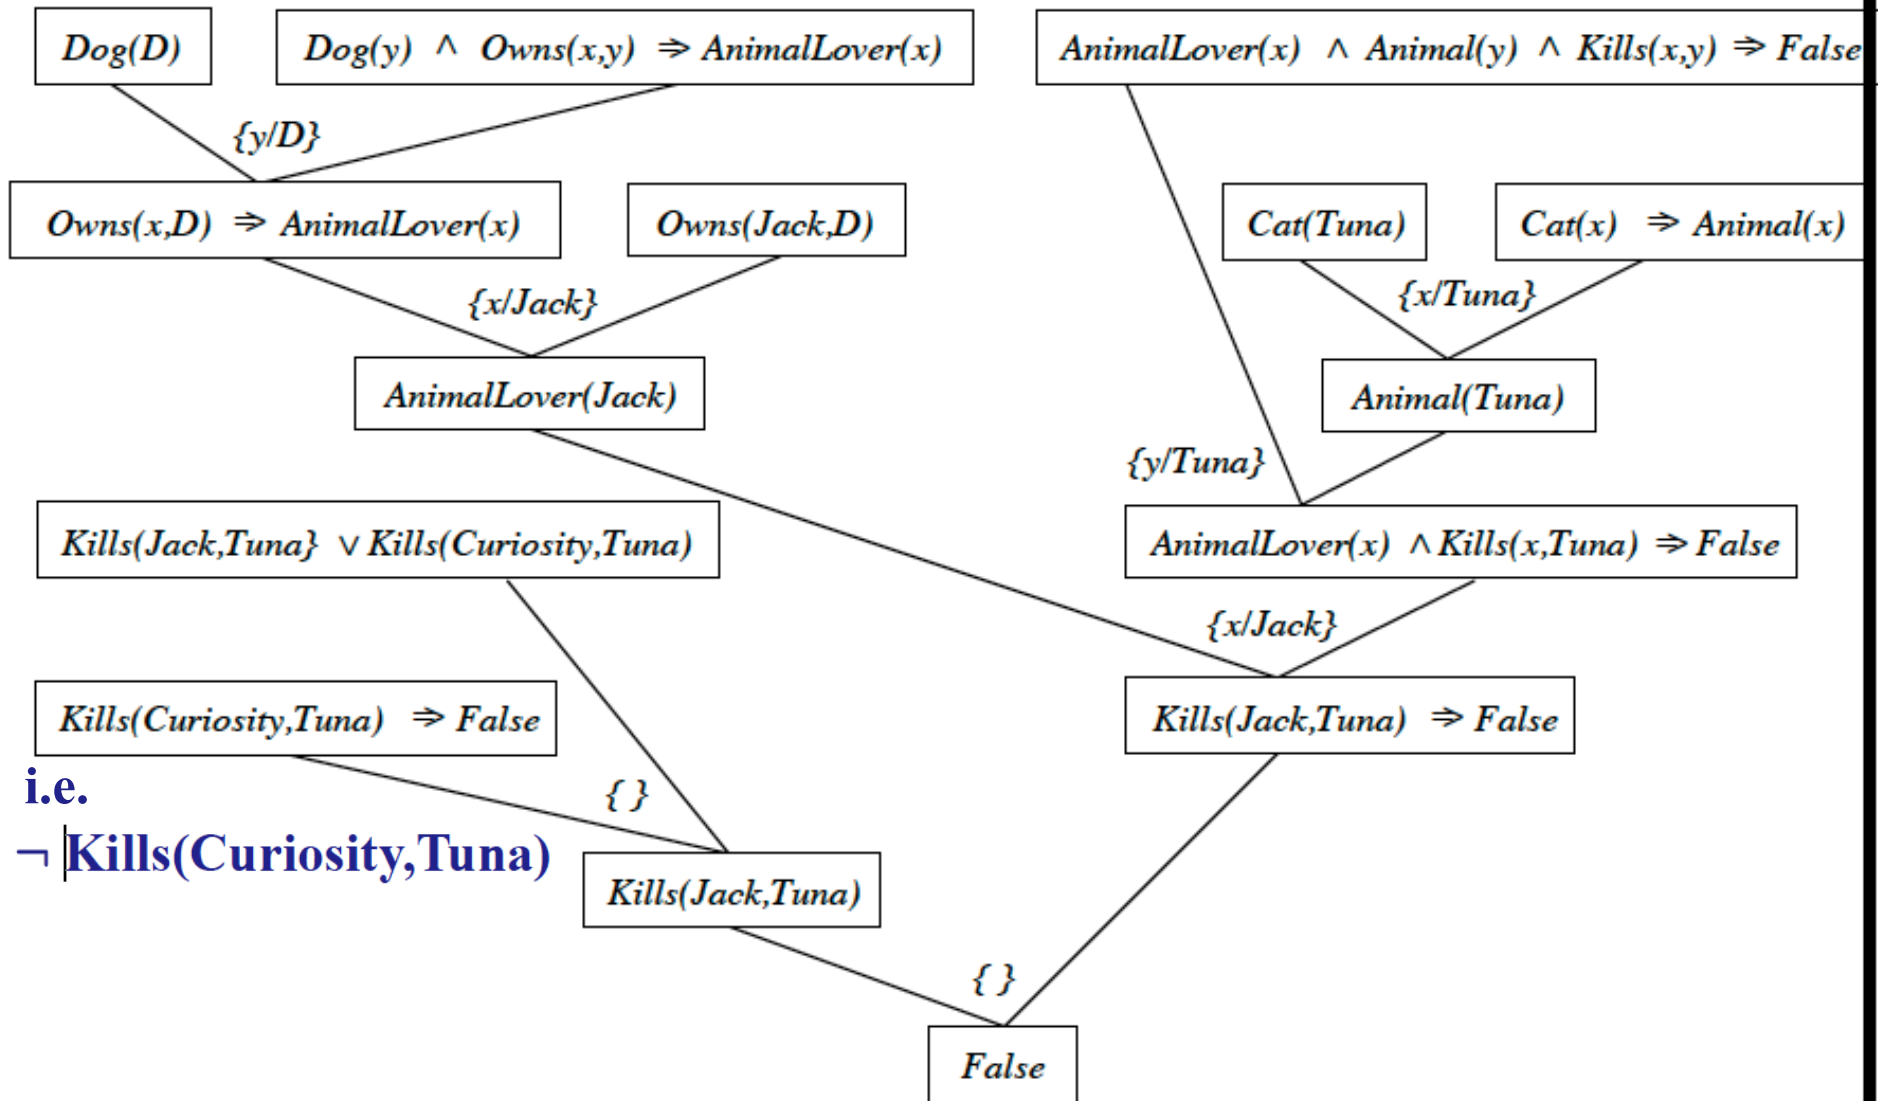 Dog(D)
Dog(y) ∧ Owns(x,y) ⇒ AnimalLover(x)
AnimalLover(x) ∧ Animal(y) ∧ Kills(x,y) ⇒ False
{y/D}
Owns(x,D) ⇒ AnimalLover(x)
Owns(Jack,D)
Cat(Tuna)
Cat(x) ⇒ Animal(x)
{x/Jack}
{x/Tuna}
AnimalLover(Jack)
Animal(Tuna)
{y/Tuna}
Kills(Jack,Tuna} ∨ Kills(Curiosity,Tuna)
AnimalLover(x) ∧ Kills(x,Tuna) ⇒ False
{x/Jack}
Kills(Curiosity,Tuna) ⇒ False
Kills(Jack,Tuna) ⇒ False
i.e.
¬ Kills(Curiosity,Tuna)
{ }
Kills(Jack,Tuna)
{ }
False